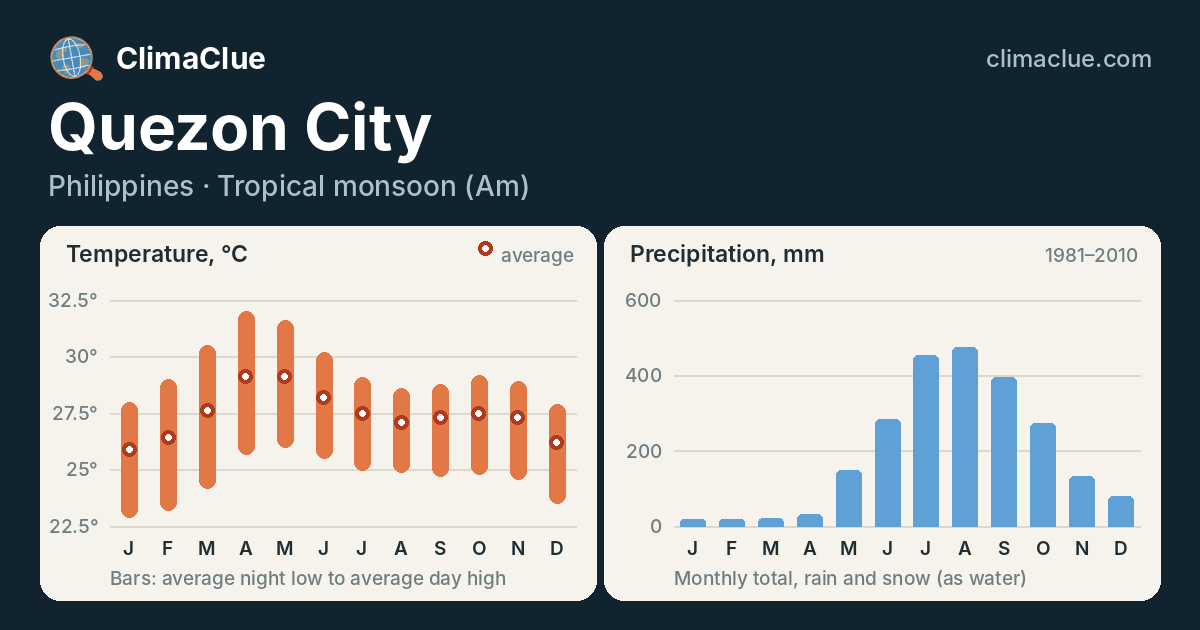 ClimaClue
climaclue.com
Quezon City
Philippines · Tropical monsoon (Am)
Temperature, °C
average
32.5°
30°
27.5°
25°
22.5°
J F M A M J J A S O N D
Bars: average night low to average day high
Precipitation, mm
1981–2010
600
400
200
0
J F M A M J J A S O N D
Monthly total, rain and snow (as water)